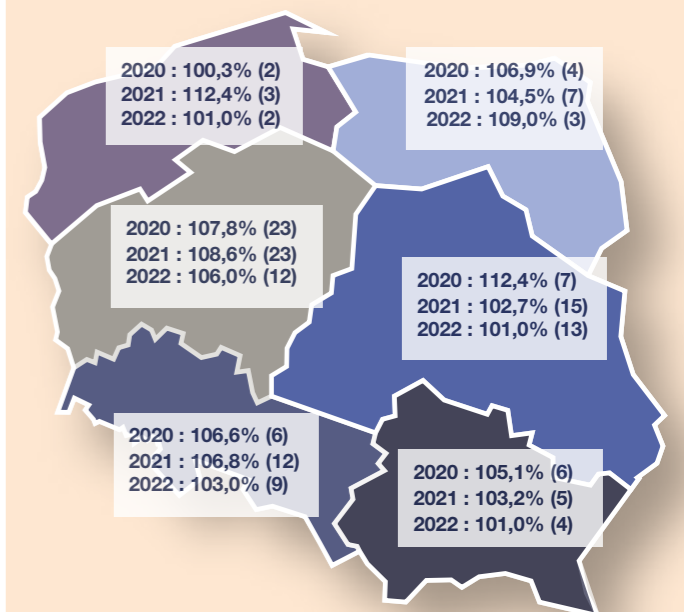 2020 : 100,3% (2)
2021 : 112,4% (3)
2022 : 101,0% (2)
2020 : 106,9% (4)
2021 : 104,5% (7)
2022 : 109,0% (3)
2020 : 107,8% (23)
2021 : 108,6% (23)
2022 : 106,0% (12)
2020 : 112,4% (7)
2021 : 102,7% (15)
2022 : 101,0% (13)
2020 : 106,6% (6)
2021 : 106,8% (12)
2022 : 103,0% (9)
2020 : 105,1% (6)
2021 : 103,2% (5)
2022 : 101,0% (4)